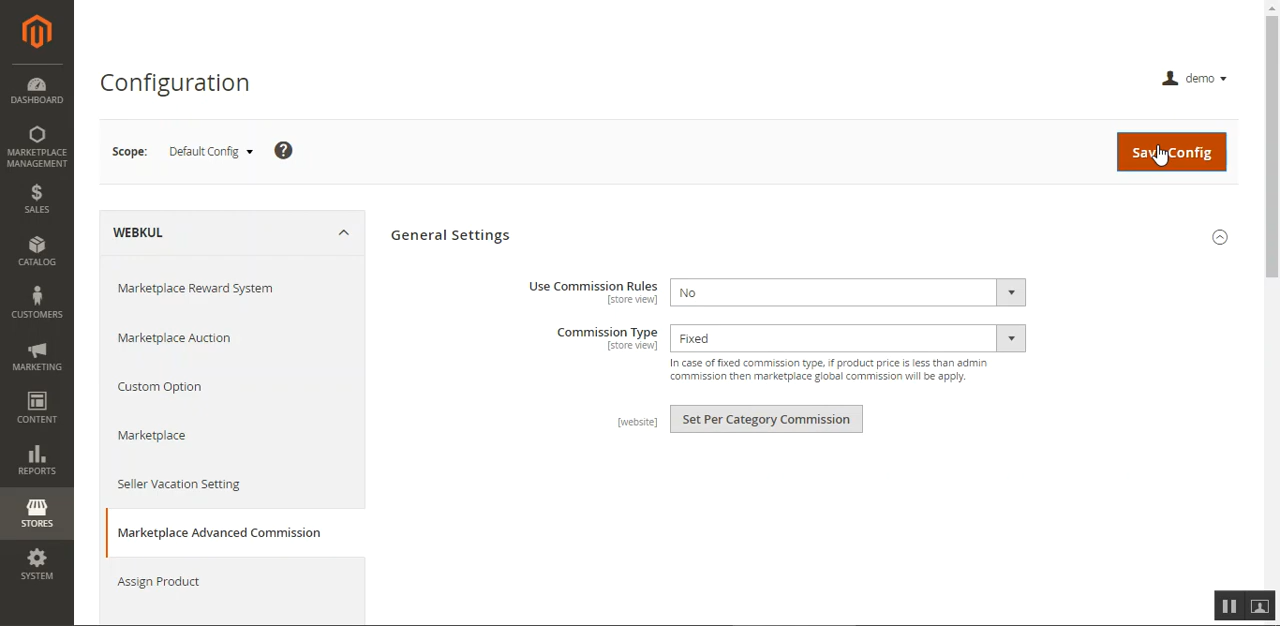 Configuration
demo
Scope: Default Config ?
Save Config
DASHBOARD
MARKETPLACE
MANAGEMENT
SALES
CATALOG
CUSTOMERS
MARKETING
CONTENT
REPORTS
STORES
SYSTEM
WEBKUL
Marketplace Reward System
Marketplace Auction
Custom Option
Marketplace
Seller Vacation Setting
Marketplace Advanced Commission
Assign Product
General Settings
Use Commission Rules
[store view]
No
Commission Type
[store view]
Fixed
In case of fixed commission type, if product price is less than admin
commission then marketplace global commission will be apply.
[website]
Set Per Category Commission